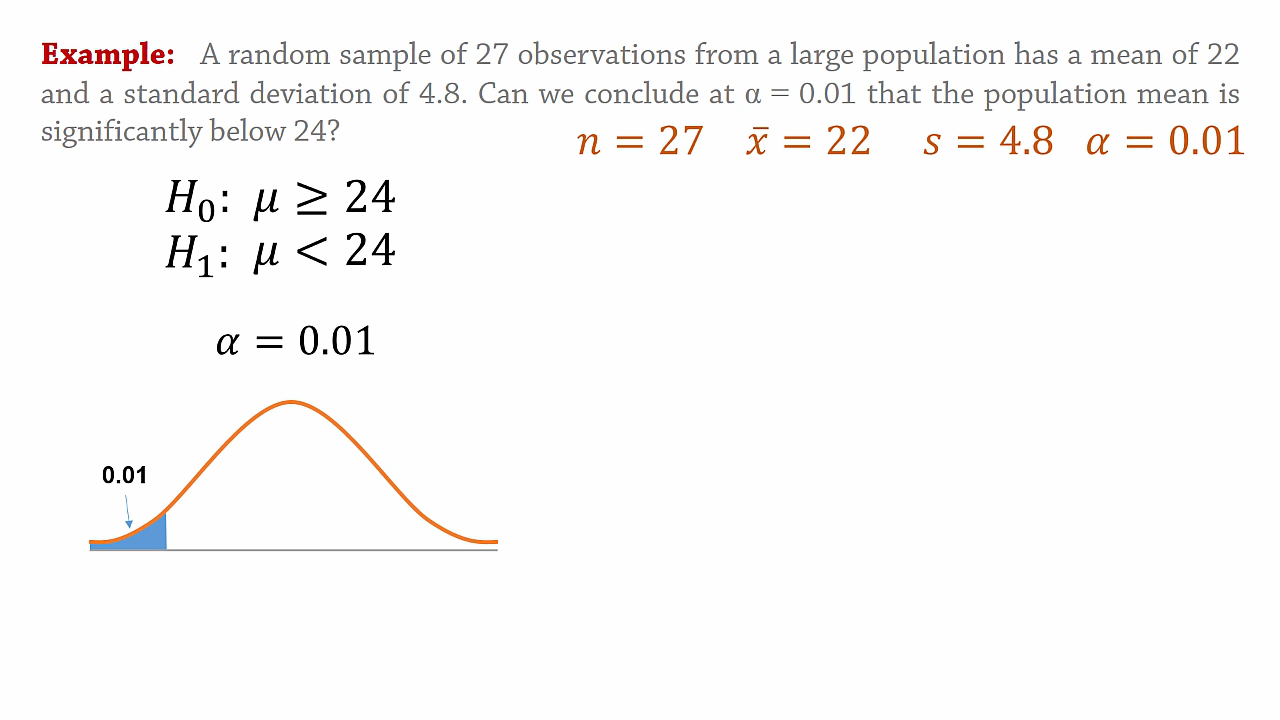 Example: A random sample of 27 observations from a large population has a mean of 22
and a standard deviation of 4.8. Can we conclude at α = 0.01 that the population mean is
significantly below 24?
n = 27 x̄ = 22 s = 4.8 α = 0.01
H₀: μ ≥ 24
H₁: μ < 24
α = 0.01
0.01